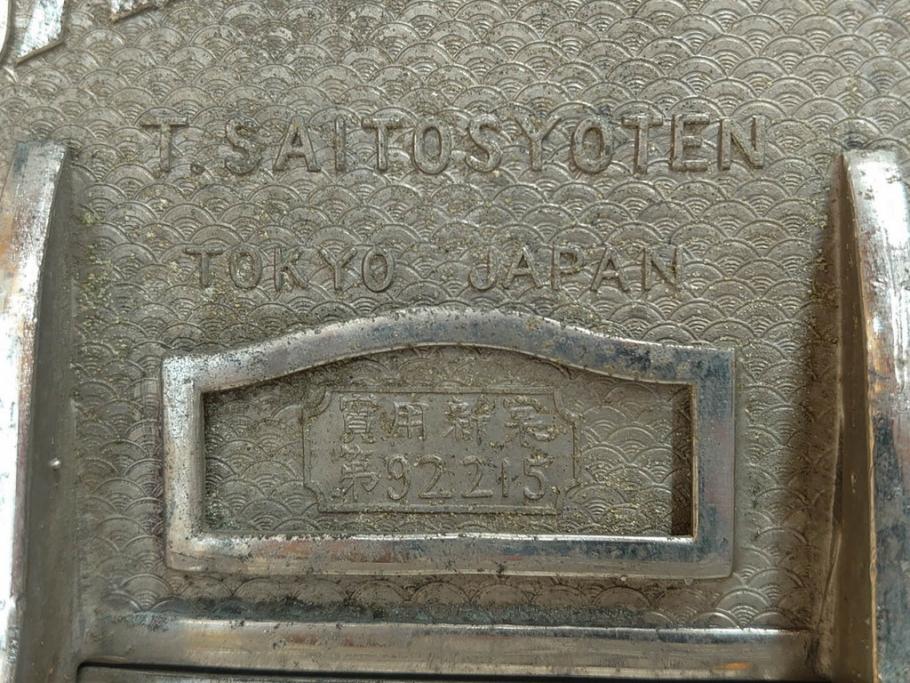 T. SAITOSYOTEN
TOKYO JAPAN
實用新案
第92215